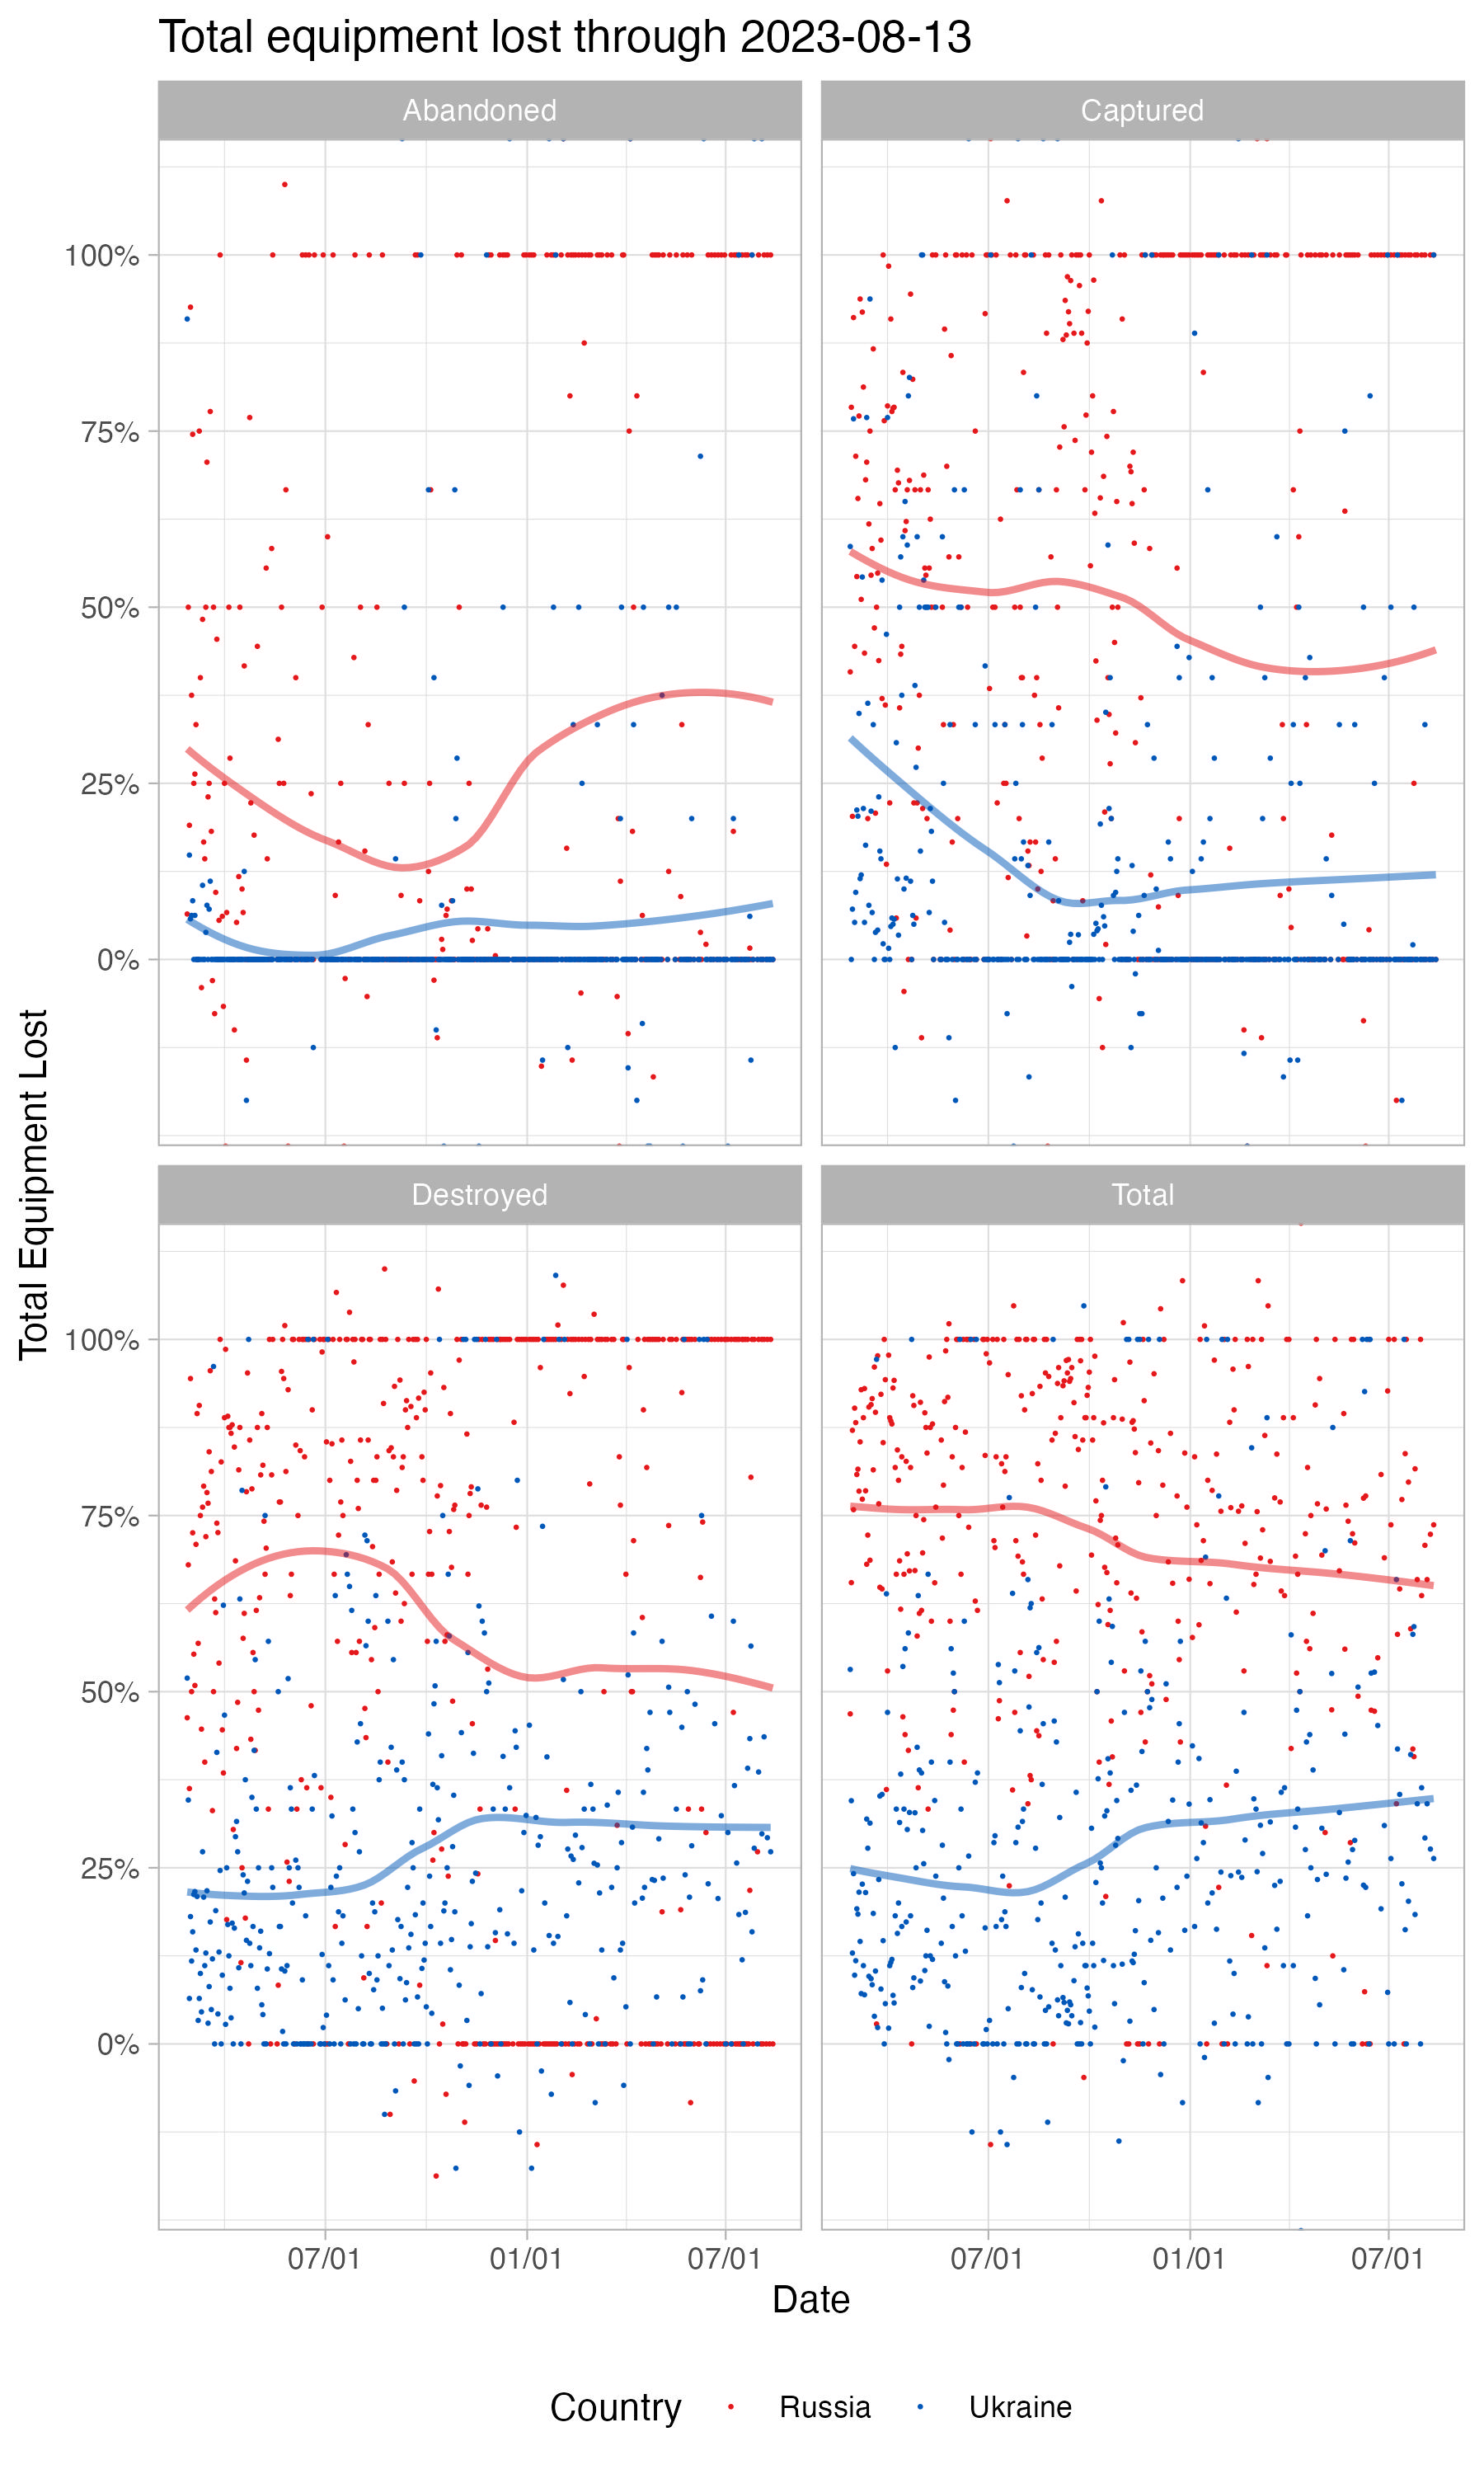 Total equipment lost through 2023-08-13
Abandoned
Captured
100%
75%
50%
25%
0%
Total Equipment Lost
Destroyed
Total
100%
75%
50%
25%
0%
07/01
01/01
07/01
07/01
01/01
07/01
Date
Country
Russia
Ukraine